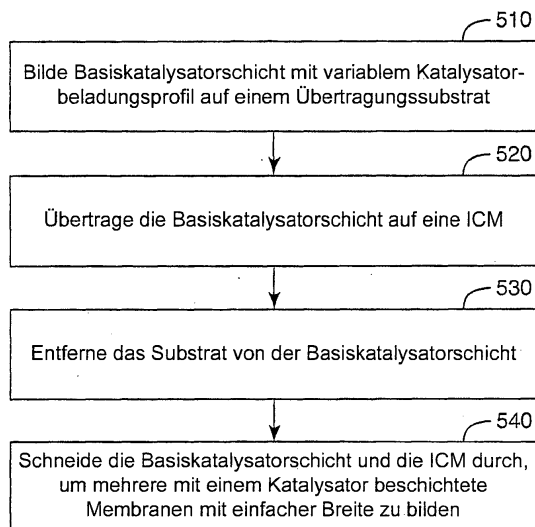 510
Bilde Basiskatalysatorschicht mit variablem Katalysator-
beladungsprofil auf einem Übertragungssubstrat
520
Übertrage die Basiskatalysatorschicht auf eine ICM
530
Entferne das Substrat von der Basiskatalysatorschicht
540
Schneide die Basiskatalysatorschicht und die ICM durch,
um mehrere mit einem Katalysator beschichtete
Membranen mit einfacher Breite zu bilden